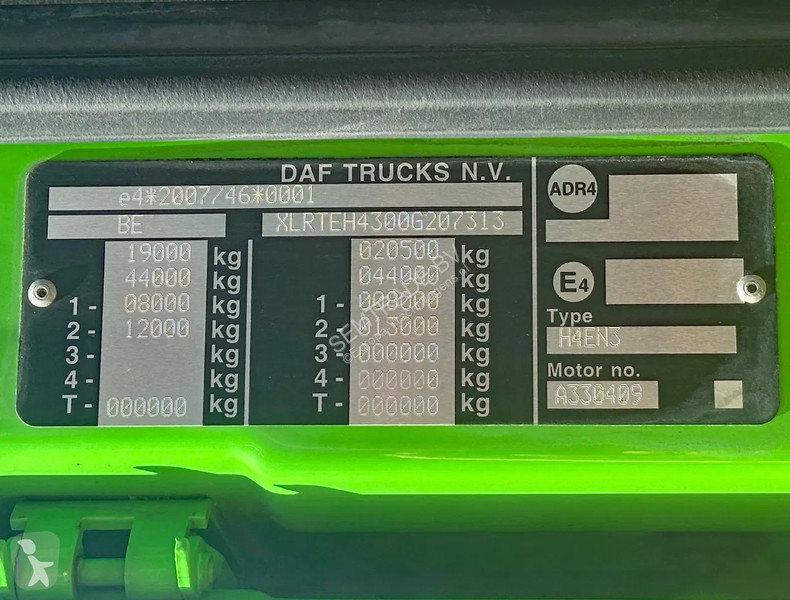 DAF TRUCKS N.V.
e4*2007/46*0001
BE XLRTEH4300G207313
19000 kg 020500 kg
44000 kg 044000 kg
1- 08000 kg 1- 008000 kg
2- 12000 kg 2- 013000 kg
3- kg 3- 000000 kg
4- kg 4- 000000 kg
T- 000000 kg T- 000000 kg
ADR4
E4
Type
H4EN3
Motor no.
A330409